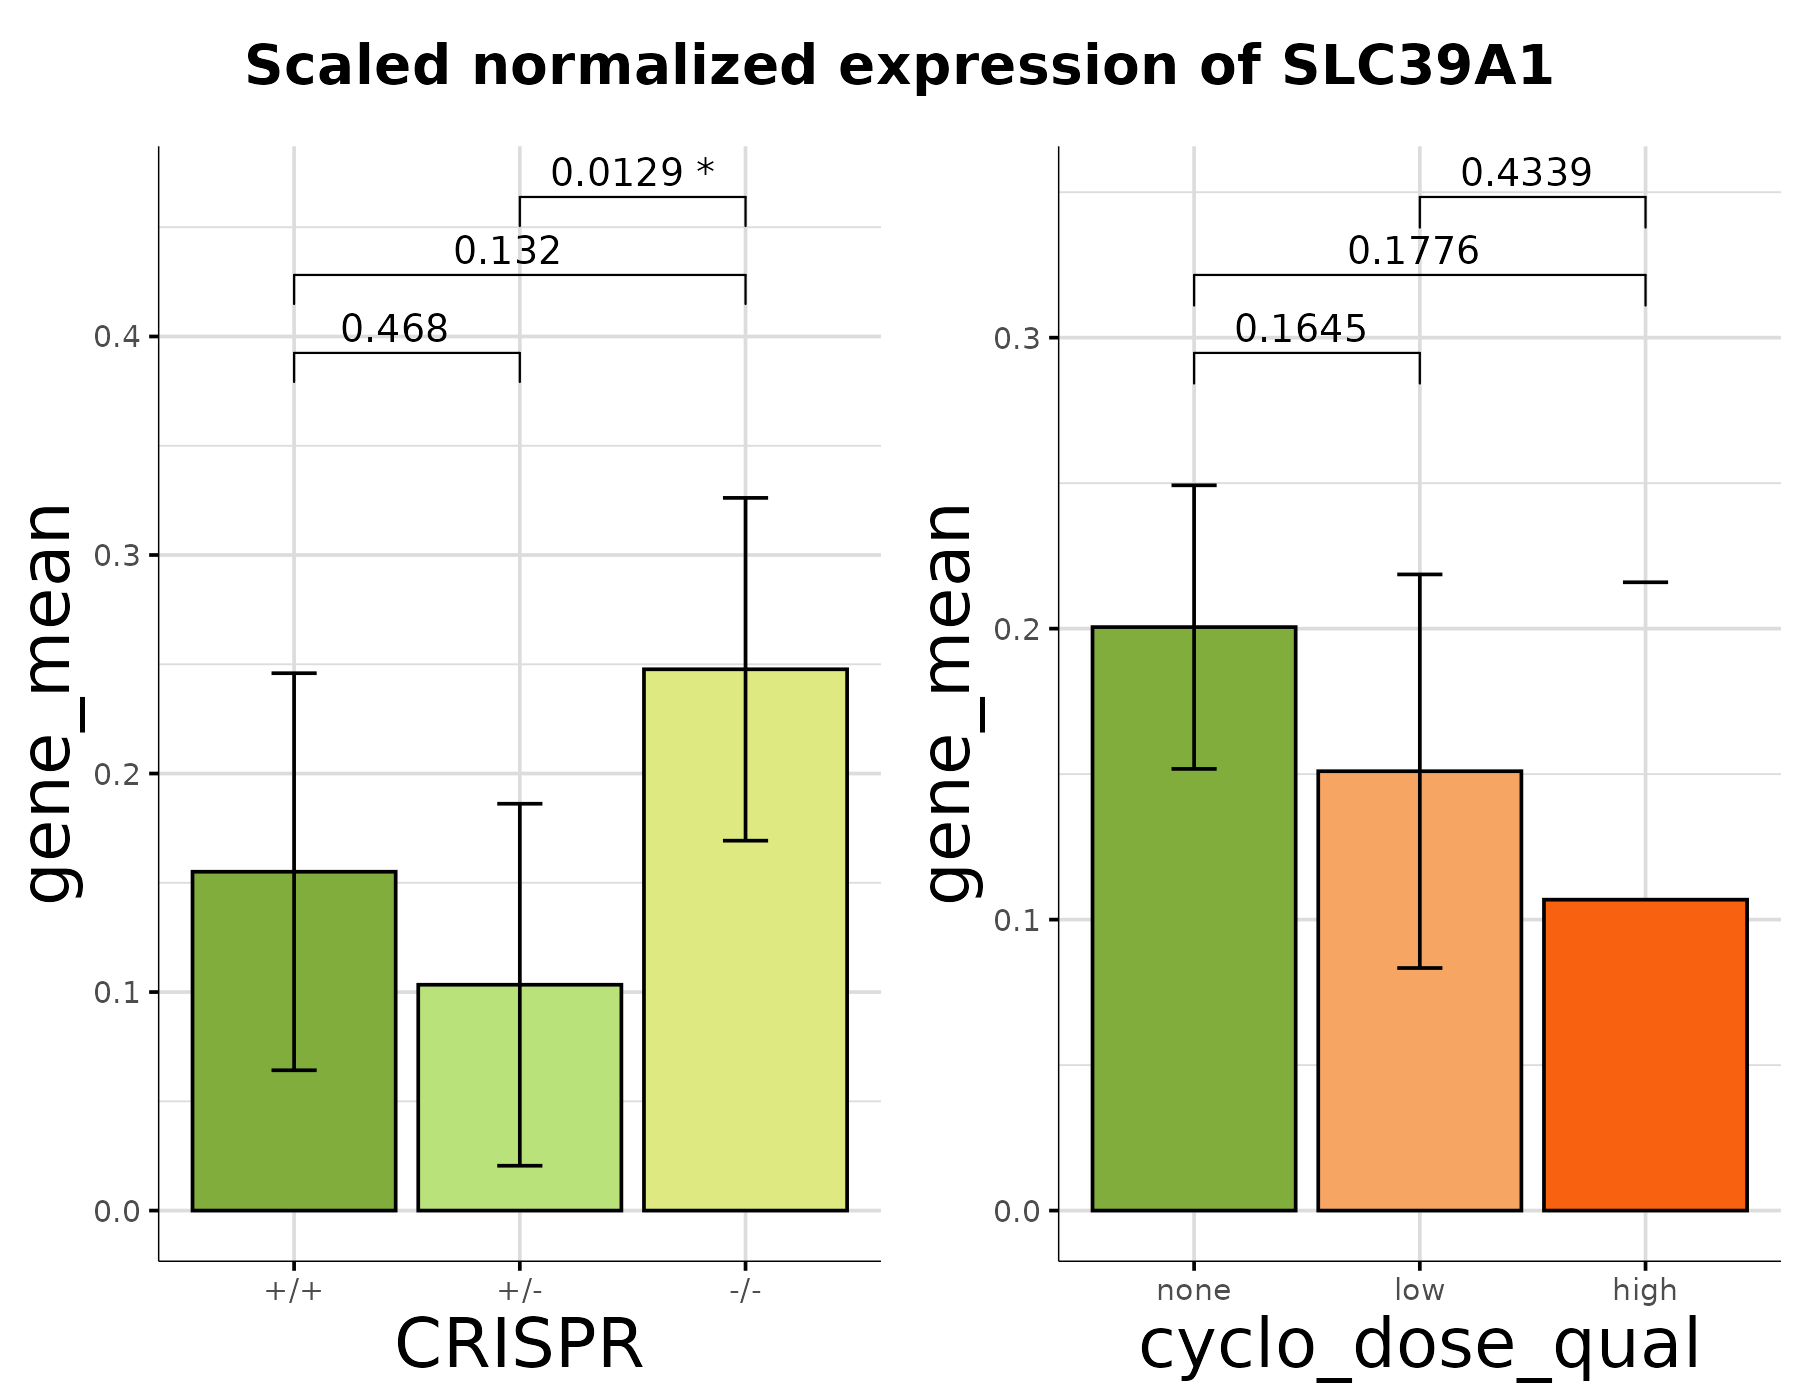 Scaled normalized expression of SLC39A1
gene_mean
0.4
0.3
0.2
0.1
0.0
0.0129 *
0.132
0.468
+/+ +/- -/-
CRISPR
gene_mean
0.3
0.2
0.1
0.0
0.4339
0.1776
0.1645
none low high
cyclo_dose_qual